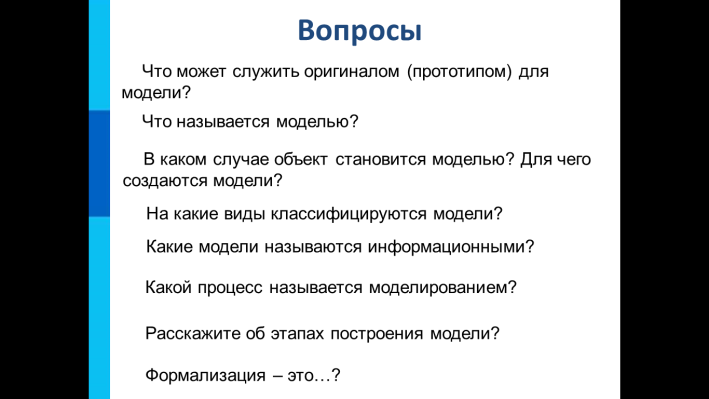 Вопросы
Что может служить оригиналом (прототипом) для
модели?
Что называется моделью?
В каком случае объект становится моделью? Для чего
создаются модели?
На какие виды классифицируются модели?
Какие модели называются информационными?
Какой процесс называется моделированием?
Расскажите об этапах построения модели?
Формализация – это…?